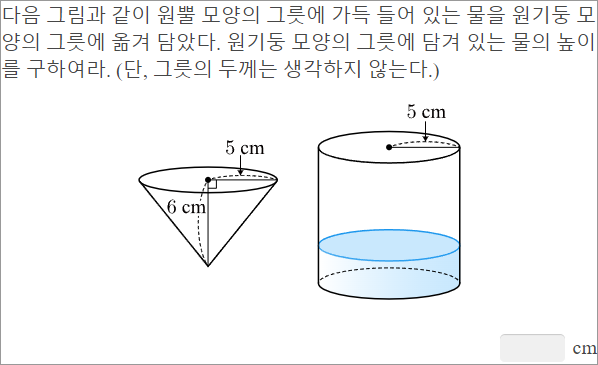 다음 그림과 같이 원뿔 모양의 그릇에 가득 들어 있는 물을 원기둥 모
양의 그릇에 옮겨 담았다. 원기둥 모양의 그릇에 담겨 있는 물의 높이
를 구하여라. (단, 그릇의 두께는 생각하지 않는다.)
5 cm
5 cm
6 cm
cm